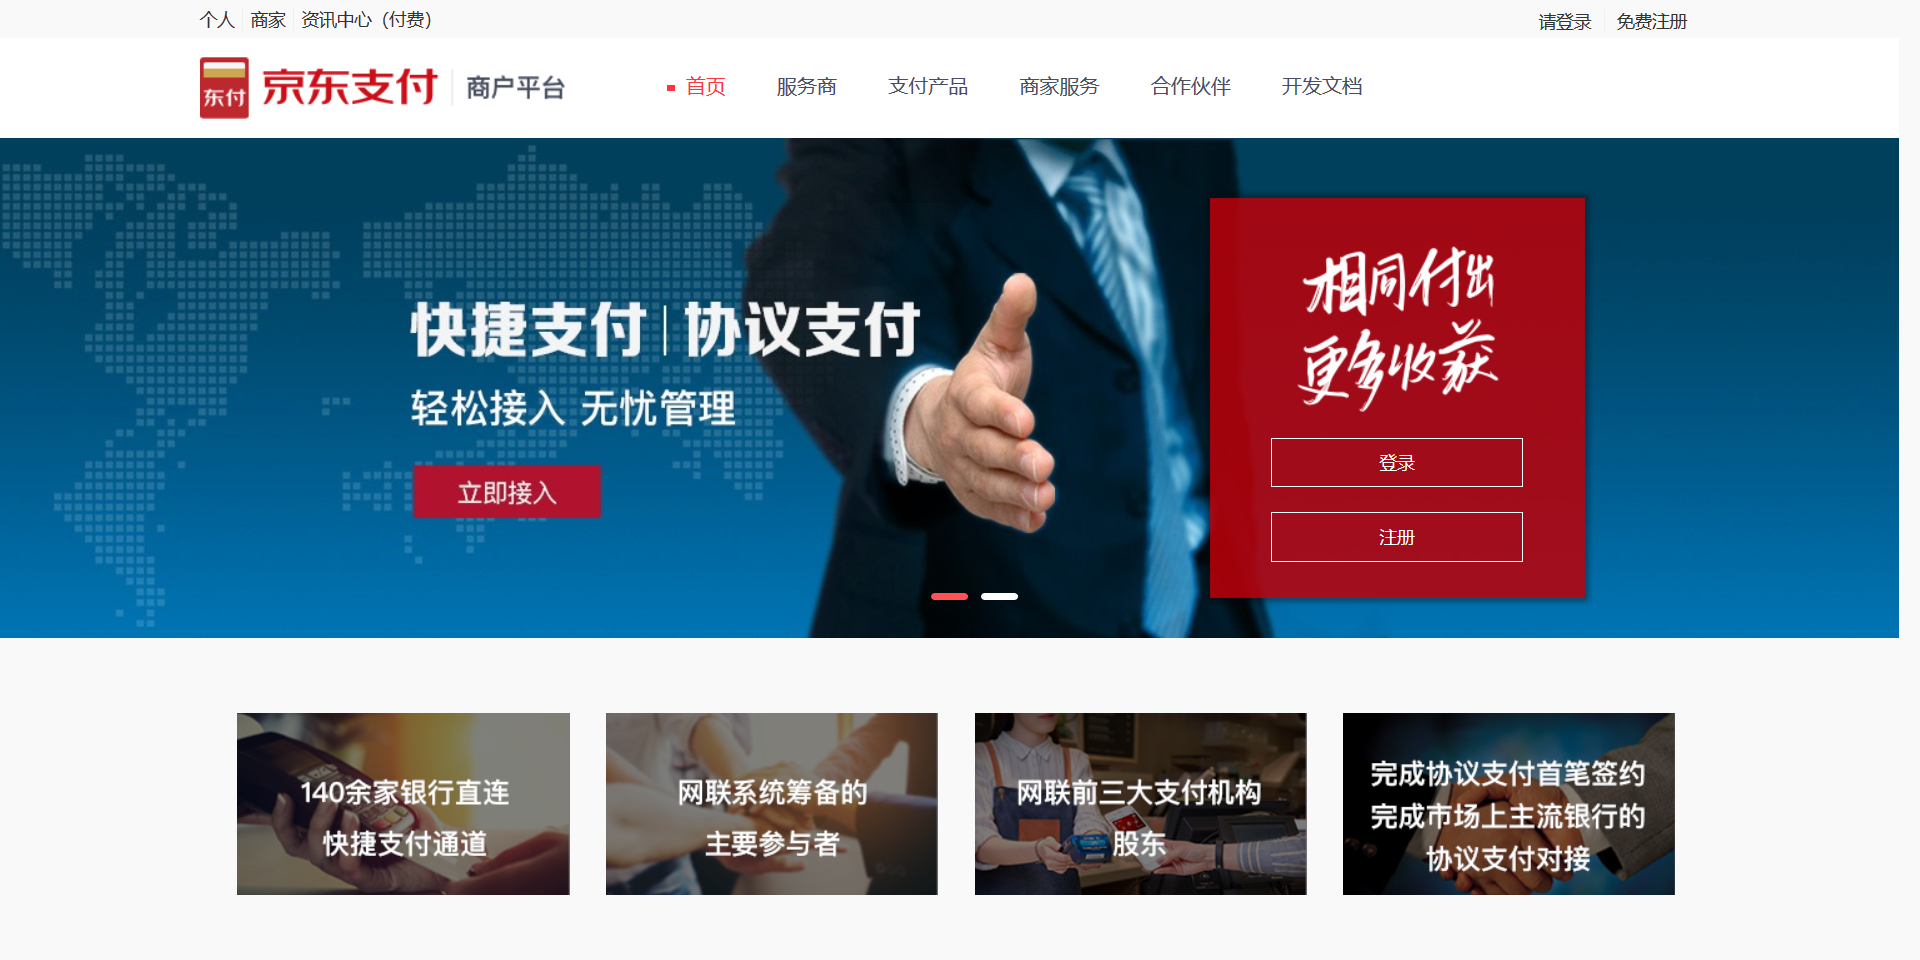 个人 商家 资讯中心（付费）
请登录 免费注册
东付 京东支付 商户平台
首页 服务商 支付产品 商家服务 合作伙伴 开发文档
快捷支付 | 协议支付
轻松接入 无忧管理
立即接入
相同付出
更多收获
登录
注册
140余家银行直连
快捷支付通道
网联系统筹备的
主要参与者
网联前三大支付机构
股东
完成协议支付首笔签约
完成市场上主流银行的
协议支付对接